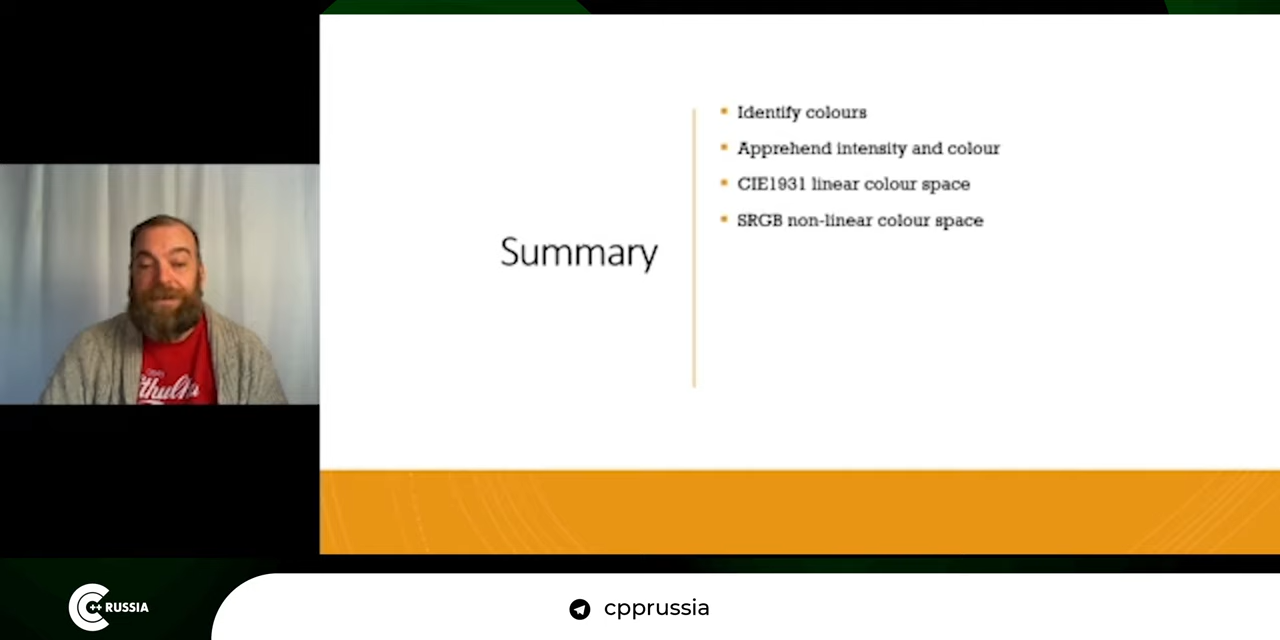 Identify colours
Apprehend intensity and colour
CIE1931 linear colour space
SRGB non-linear colour space
Summary
C++ RUSSIA
cpprussia